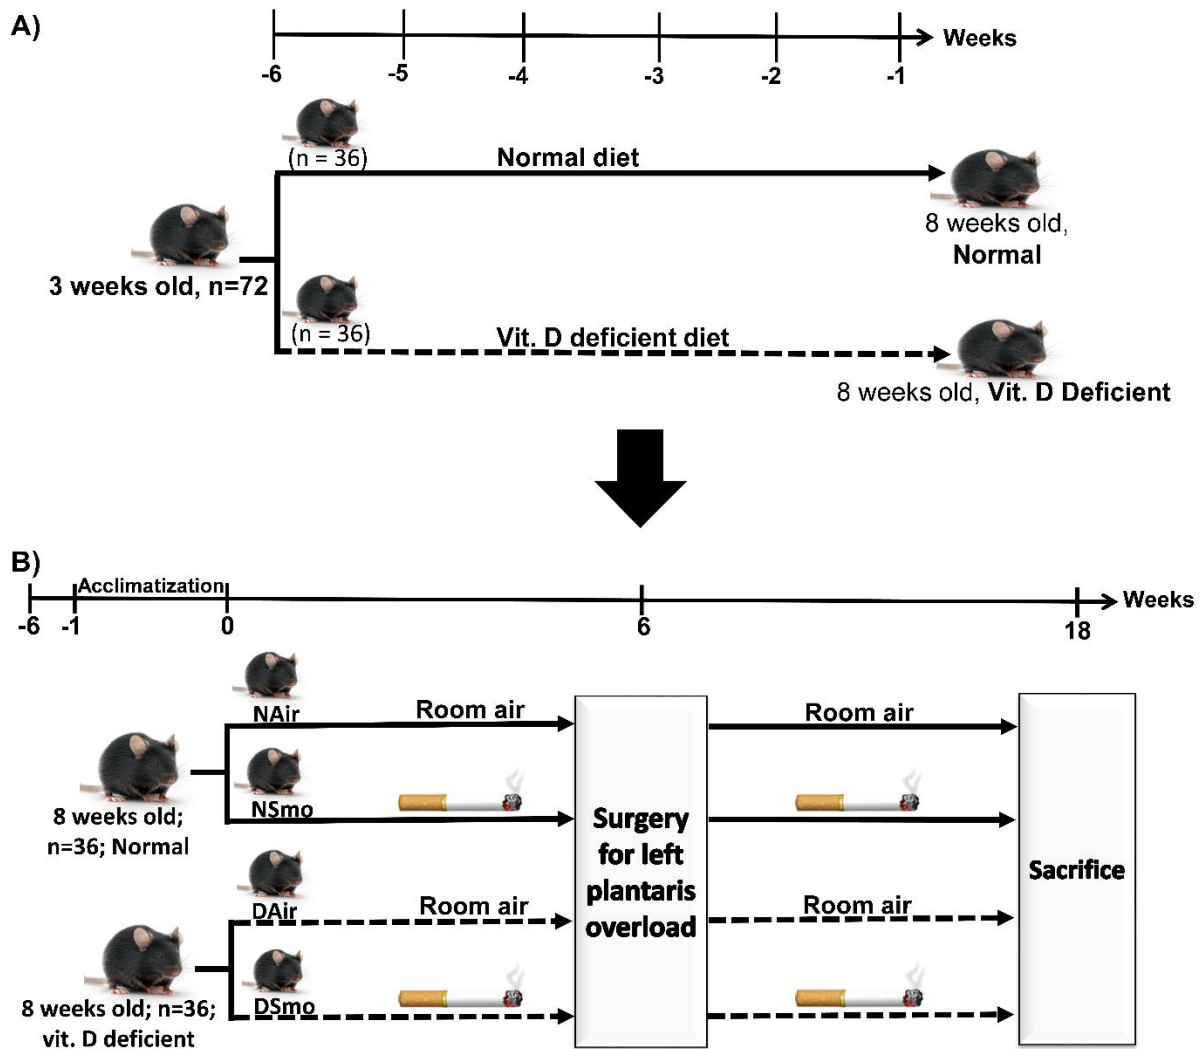 A)
Weeks
-6 -5 -4 -3 -2 -1
(n = 36)
Normal diet
8 weeks old,
Normal
3 weeks old, n=72
(n = 36)
Vit. D deficient diet
8 weeks old, Vit. D Deficient
B)
Acclimatization
Weeks
-6 -1 0 6 18
NAir
Room air
Room air
NSmo
8 weeks old;
n=36; Normal
Surgery
for left
plantaris
overload
Sacrifice
DAir
Room air
Room air
DSmo
8 weeks old; n=36;
vit. D deficient